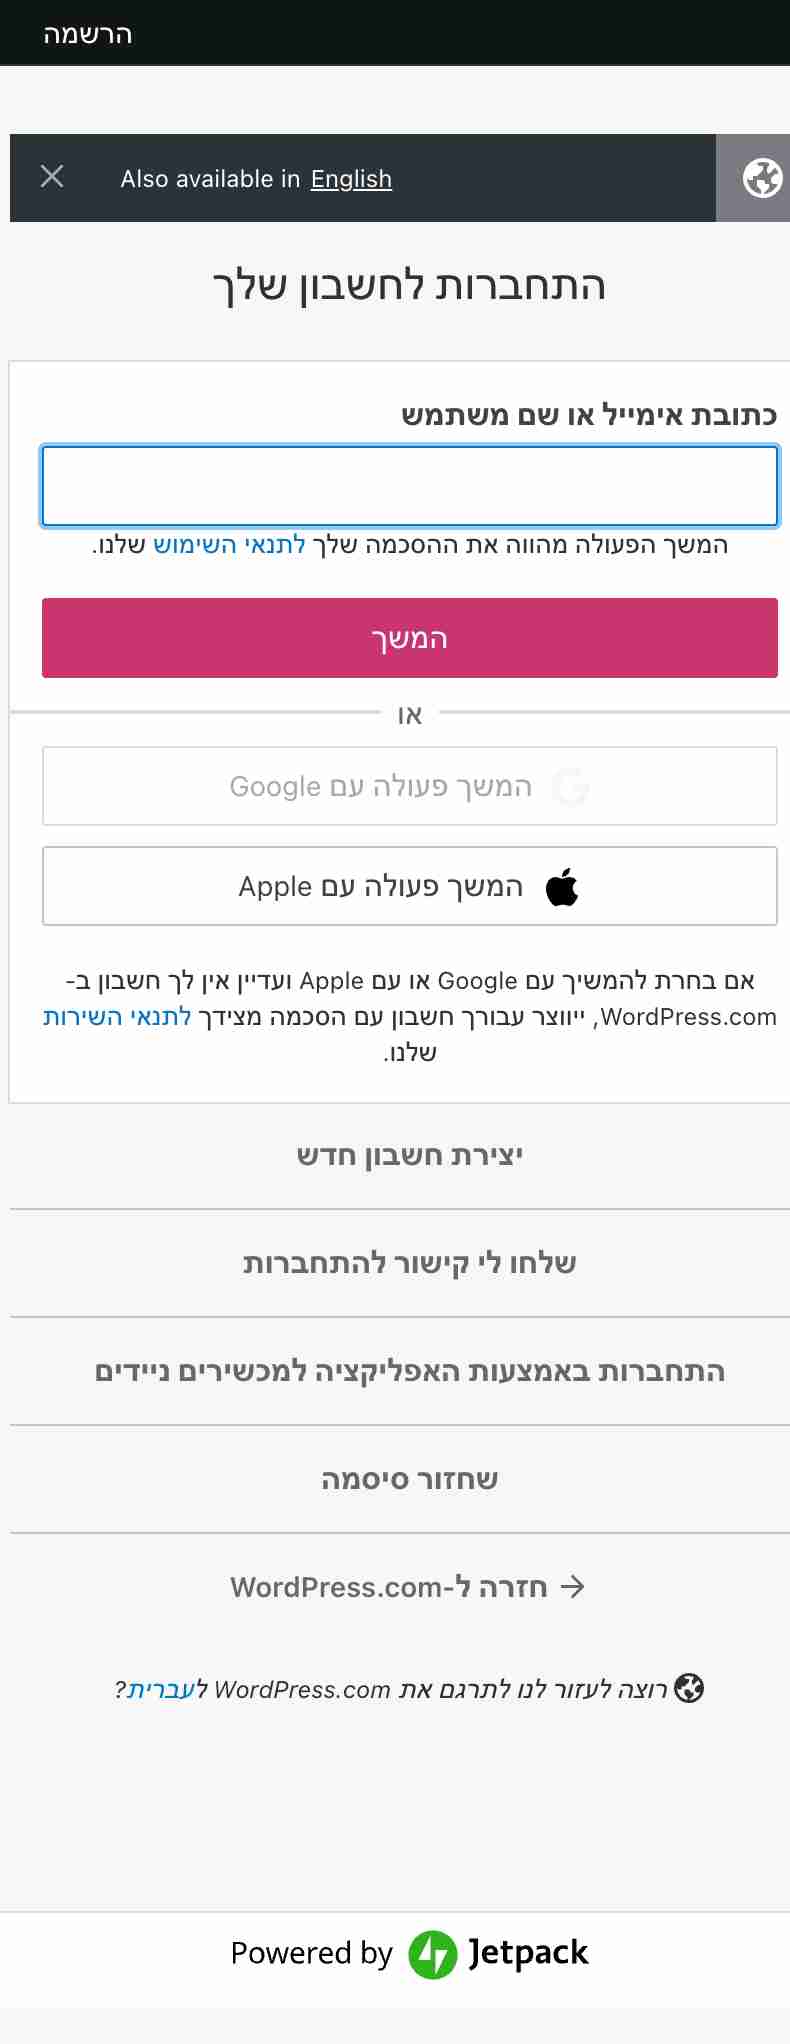 הרשמה
Also available in English
התחברות לחשבון שלך
כתובת אימייל או שם משתמש
המשך הפעולה מהווה את ההסכמה שלך לתנאי השימוש שלנו.
המשך
או
המשך פעולה עם Google
המשך פעולה עם Apple
אם בחרת להמשיך עם Google או עם Apple ועדיין אין לך חשבון ב-
WordPress.com, ייווצר עבורך חשבון עם הסכמה מצידך לתנאי השירות
שלנו.
יצירת חשבון חדש
שלחו לי קישור להתחברות
התחברות באמצעות האפליקציה למכשירים ניידים
שחזור סיסמה
חזרה ל-WordPress.com
רוצה לעזור לנו לתרגם את WordPress.com לעברית?
Powered by Jetpack